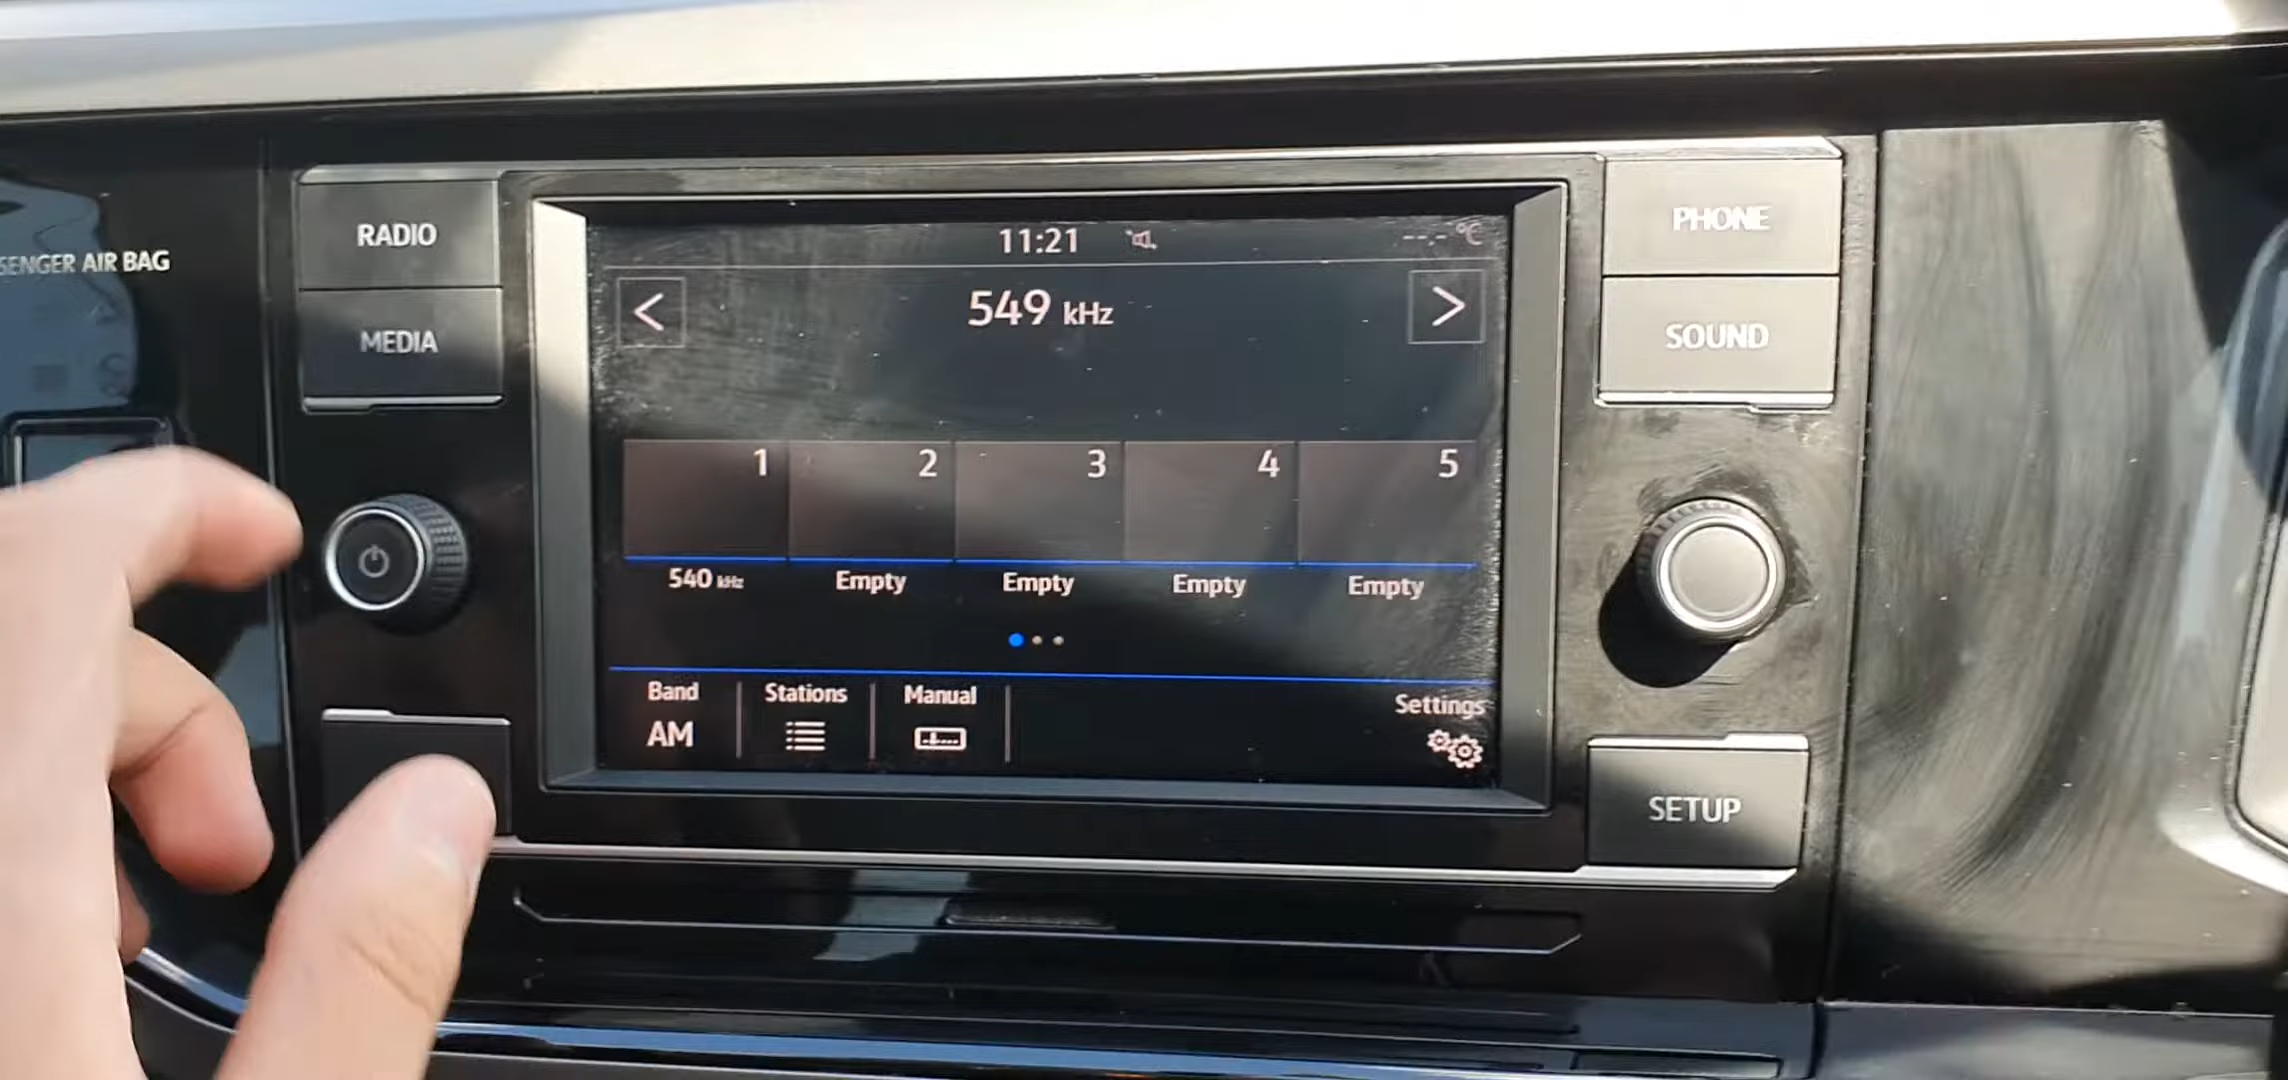 SENGER AIR BAG
RADIO
MEDIA
11:21
--.- °C
<
549 kHz
>
1
2
3
4
5
540 kHz
Empty
Empty
Empty
Empty
Band
AM
Stations
Manual
Settings
PHONE
SOUND
SETUP